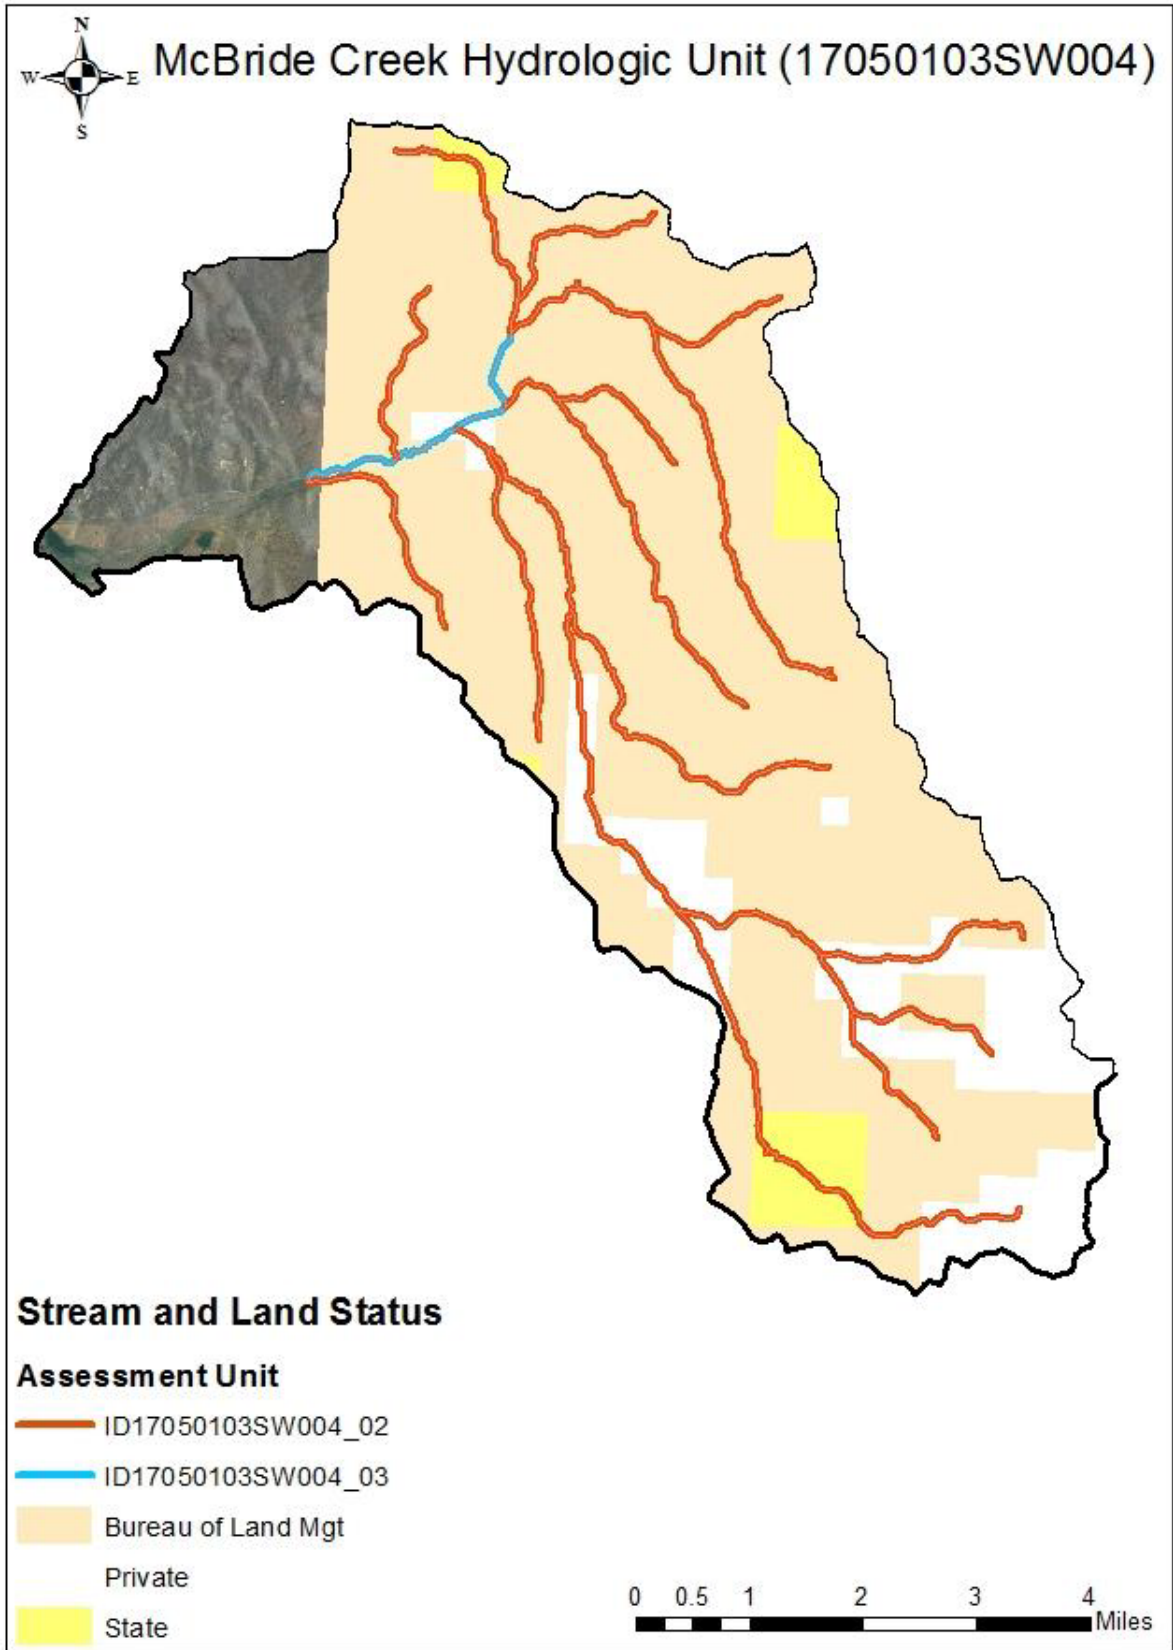 N
W E
S
McBride Creek Hydrologic Unit (17050103SW004)
Stream and Land Status
Assessment Unit
ID17050103SW004_02
ID17050103SW004_03
Bureau of Land Mgt
Private
State
0 0.5 1 2 3 4
Miles